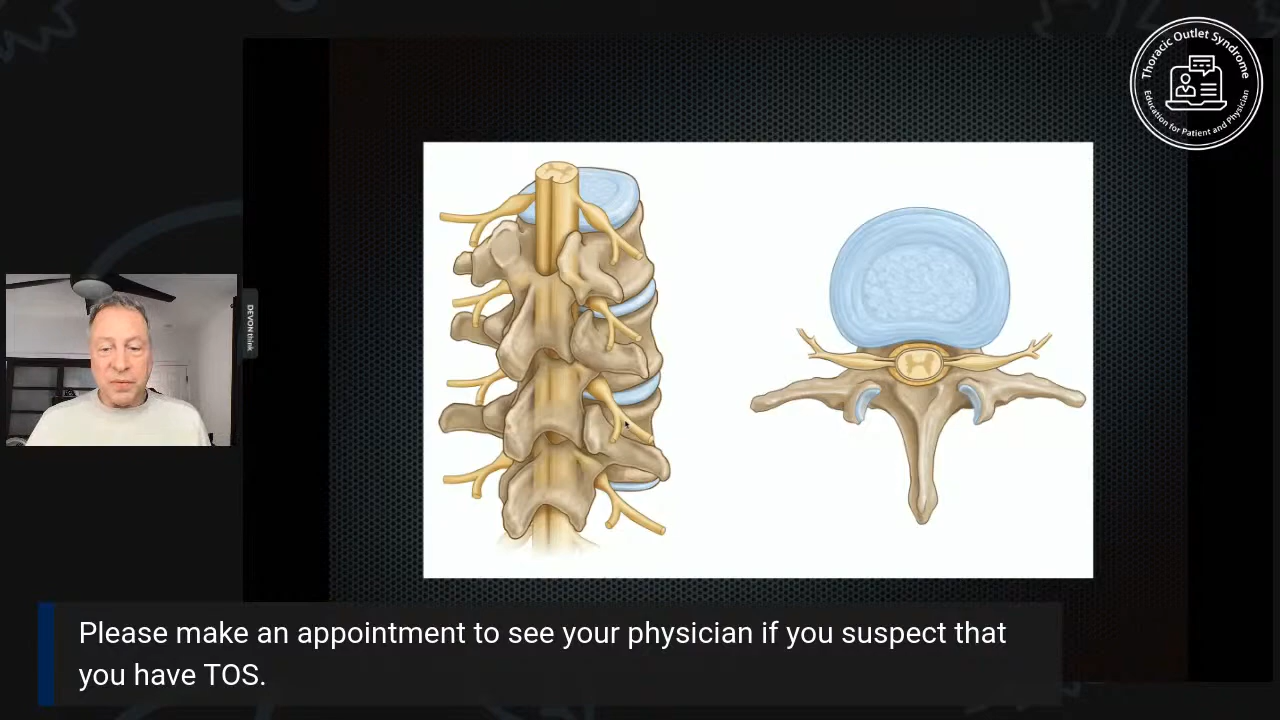 Thoracic Outlet Syndrome
Education for Patient and Physician
DEVONthink
Please make an appointment to see your physician if you suspect that
you have TOS.